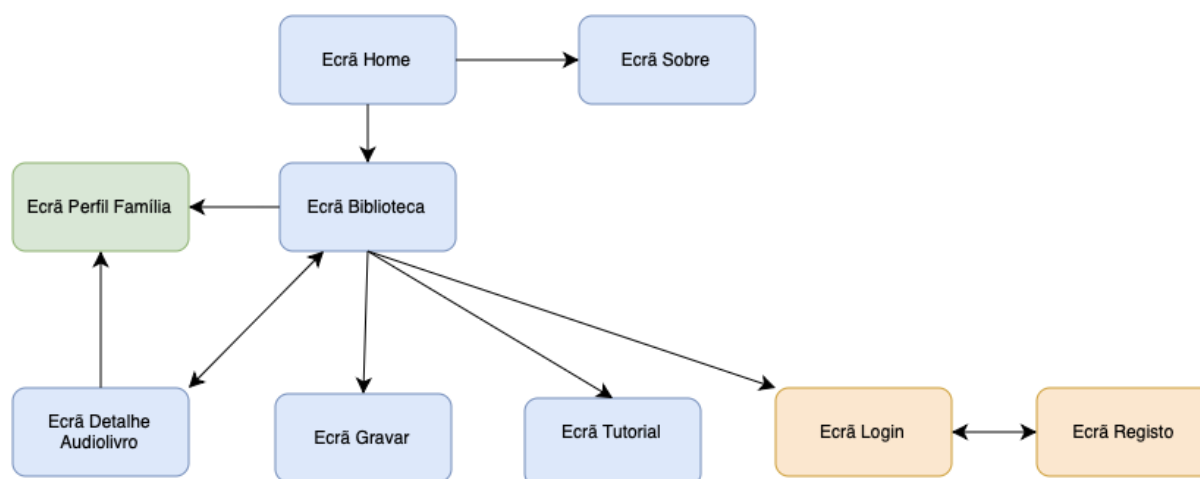 Ecrã Home
Ecrã Sobre
Ecrã Perfil Família
Ecrã Biblioteca
Ecrã Detalhe
Audiolivro
Ecrã Gravar
Ecrã Tutorial
Ecrã Login
Ecrã Registo